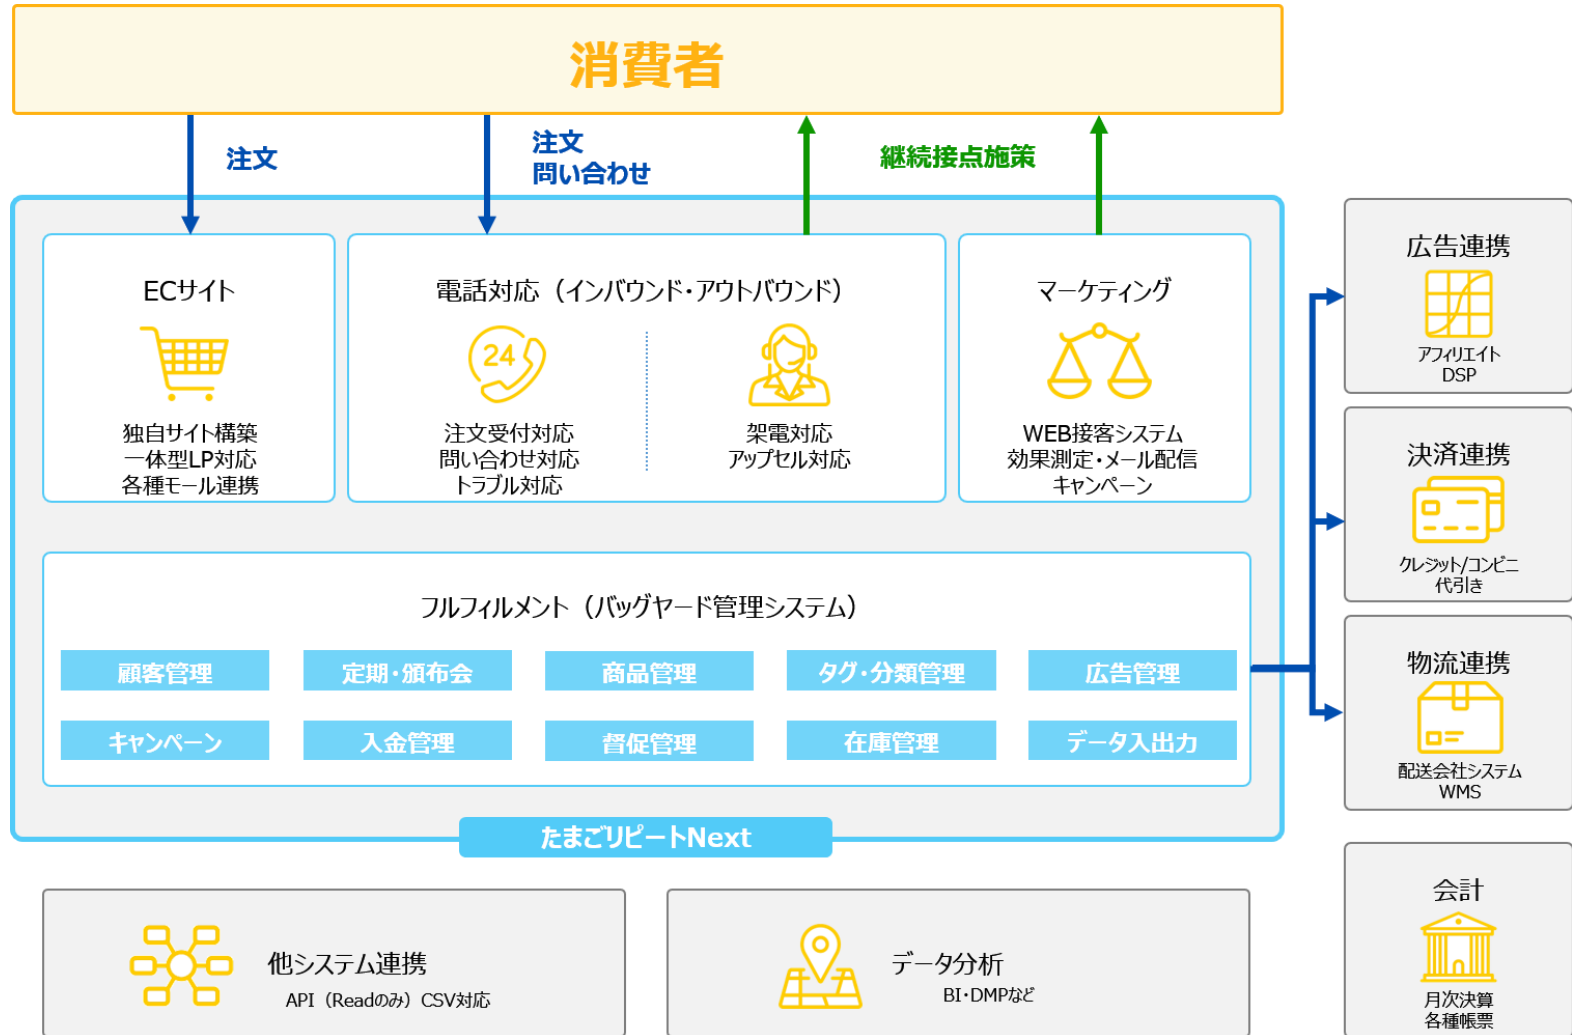 消費者
注文
注文
問い合わせ
継続接点施策
ECサイト
独自サイト構築
一体型LP対応
各種モール連携
電話対応（インバウンド・アウトバウンド）
24
注文受付対応
問い合わせ対応
トラブル対応
架電対応
アップセル対応
マーケティング
WEB接客システム
効果測定・メール配信
キャンペーン
フルフィルメント（バッグヤード管理システム）
顧客管理
定期・頒布会
商品管理
タグ・分類管理
広告管理
キャンペーン
入金管理
督促管理
在庫管理
データ入出力
たまごリピートNext
広告連携
アフィリエイト
DSP
決済連携
クレジット/コンビニ
代引き
物流連携
配送会社システム
WMS
他システム連携
API（Readのみ）CSV対応
データ分析
BI・DMPなど
会計
月次決算
各種帳票